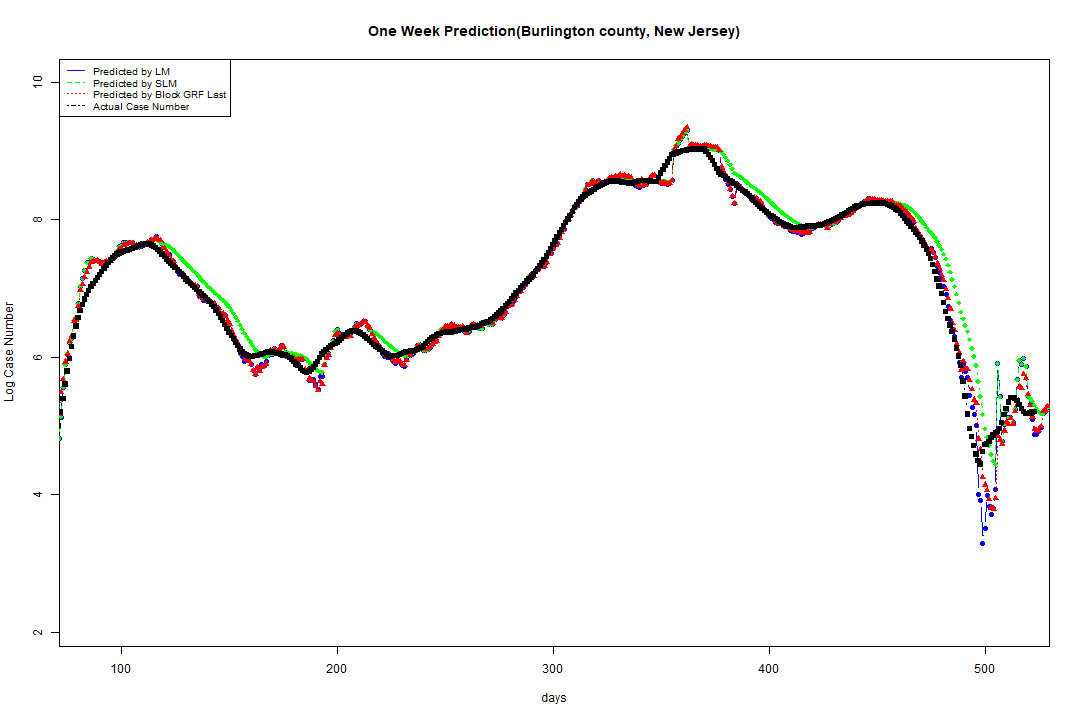 One Week Prediction(Burlington county, New Jersey)
Predicted by LM
Predicted by SLM
Predicted by Block GRF Last
Actual Case Number
10
8
6
4
2
Log Case Number
100 200 300 400 500
days